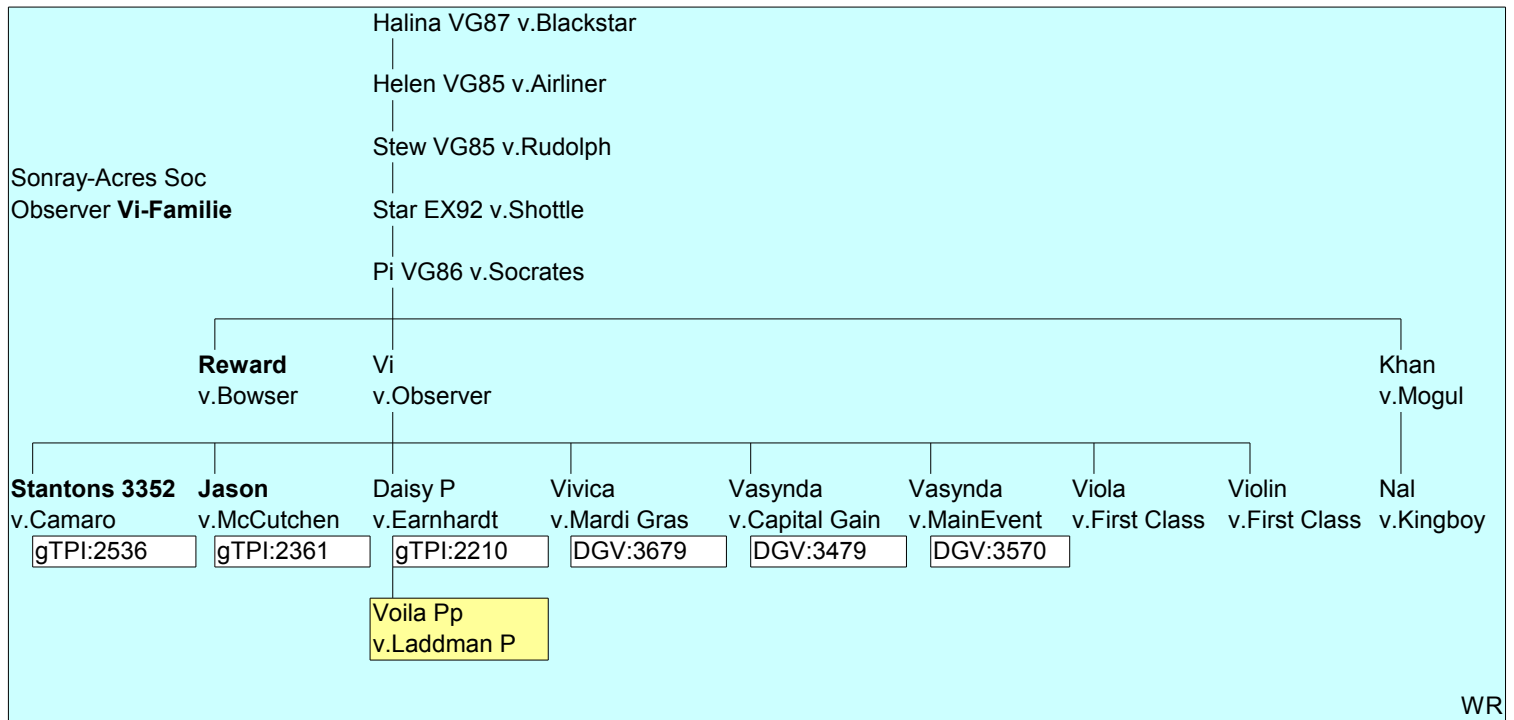 Halina VG87 v.Blackstar
Helen VG85 v.Airliner
Stew VG85 v.Rudolph
Sonray-Acres Soc
Observer Vi-Familie
Star EX92 v.Shottle
Pi VG86 v.Socrates
Reward
v.Bowser
Vi
v.Observer
Khan
v.Mogul
Stantons 3352
v.Camaro
gTPI:2536
Jason
v.McCutchen
gTPI:2361
Daisy P
v.Earnhardt
gTPI:2210
Vivica
v.Mardi Gras
DGV:3679
Vasynda
v.Capital Gain
DGV:3479
Vasynda
v.MainEvent
DGV:3570
Viola
v.First Class
Violin
v.First Class
Nal
v.Kingboy
Voila Pp
v.Laddman P
WR